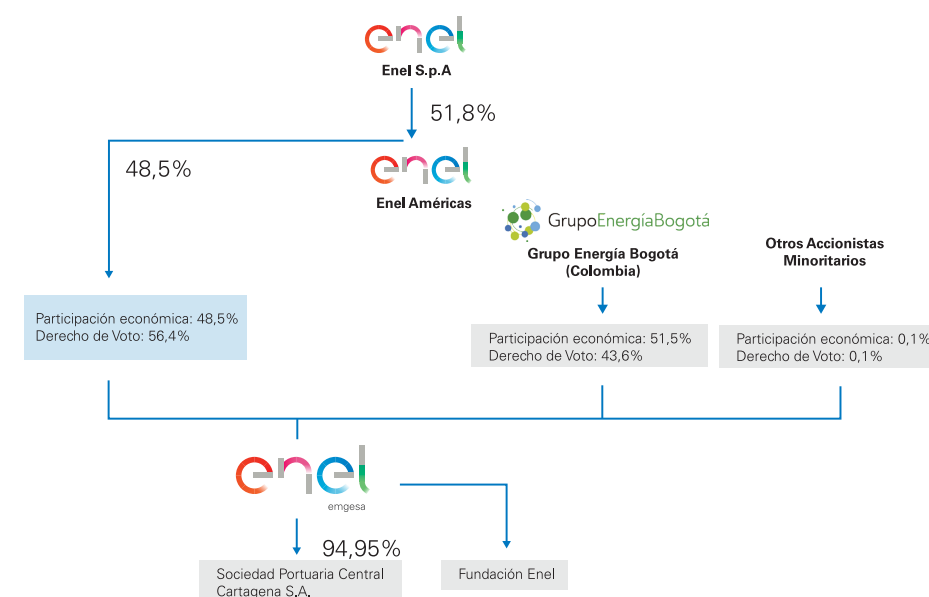 enel
Enel S.p.A
51,8%
48,5%
enel
Enel Américas
GrupoEnergíaBogotá
Grupo Energía Bogotá
(Colombia)
Otros Accionistas
Minoritarios
Participación económica: 48,5%
Derecho de Voto: 56,4%
Participación económica: 51,5%
Derecho de Voto: 43,6%
Participación económica: 0,1%
Derecho de Voto: 0,1%
enel
emgesa
94,95%
Sociedad Portuaria Central
Cartagena S.A.
Fundación Enel